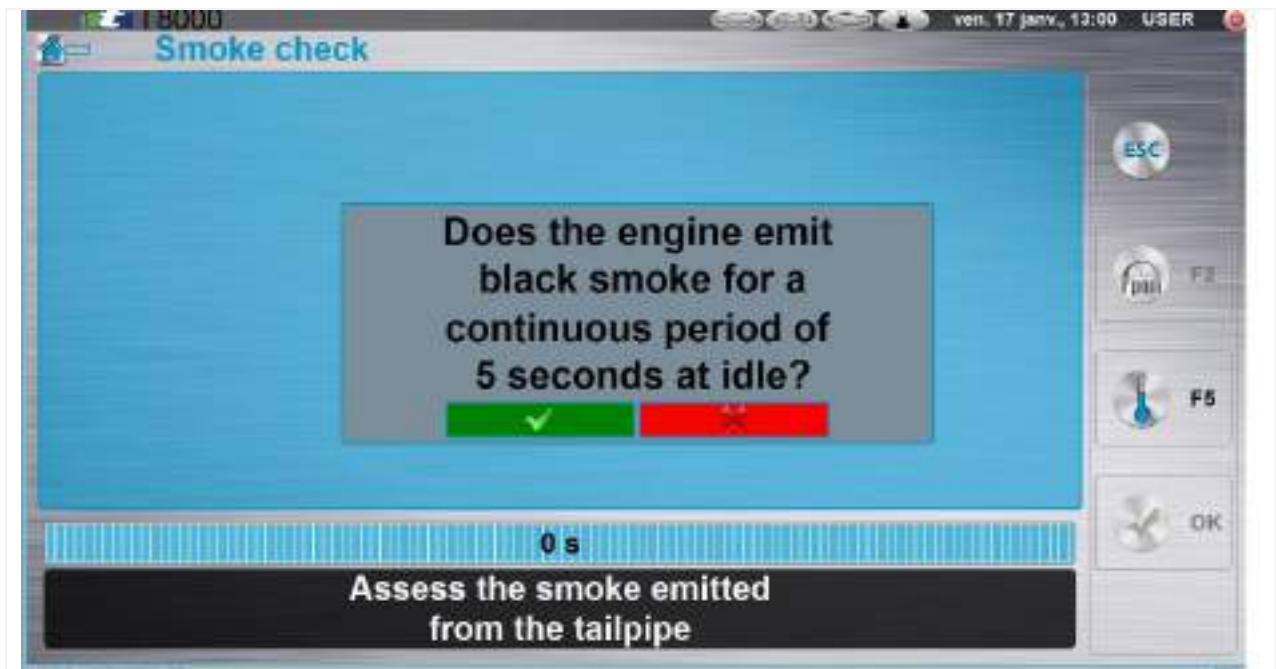 ven. 17 janv., 13:00 USER
Smoke check
ESC
Does the engine emit
black smoke for a
continuous period of
5 seconds at idle?
F2
F5
OK
0 s
Assess the smoke emitted
from the tailpipe